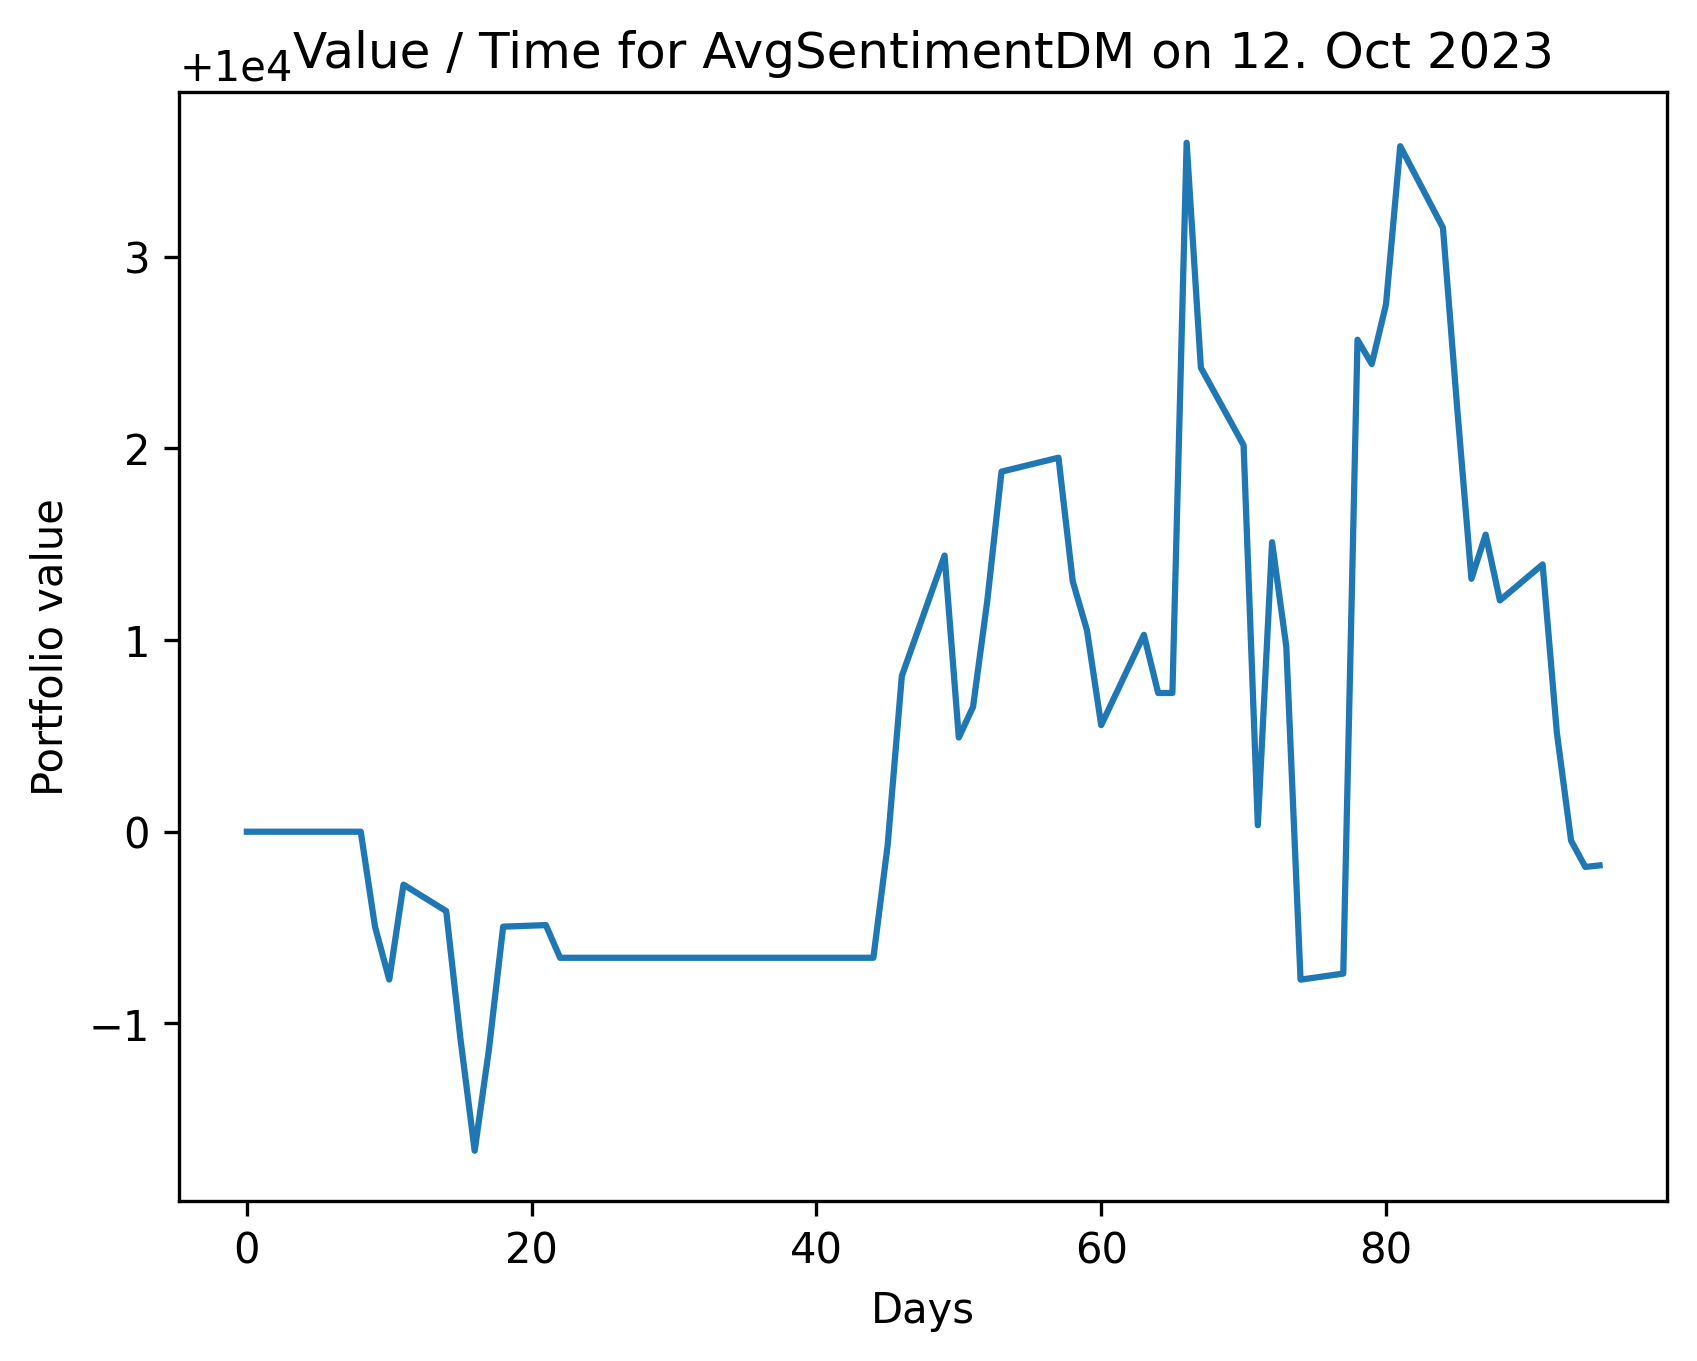 Value / Time for AvgSentimentDM on 12. Oct 2023
+1e4
3
2
1
0
−1
Portfolio value
0 20 40 60 80
Days